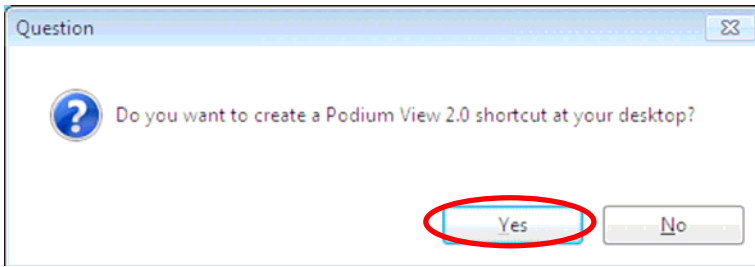 Question
Do you want to create a Podium View 2.0 shortcut at your desktop?
Yes No